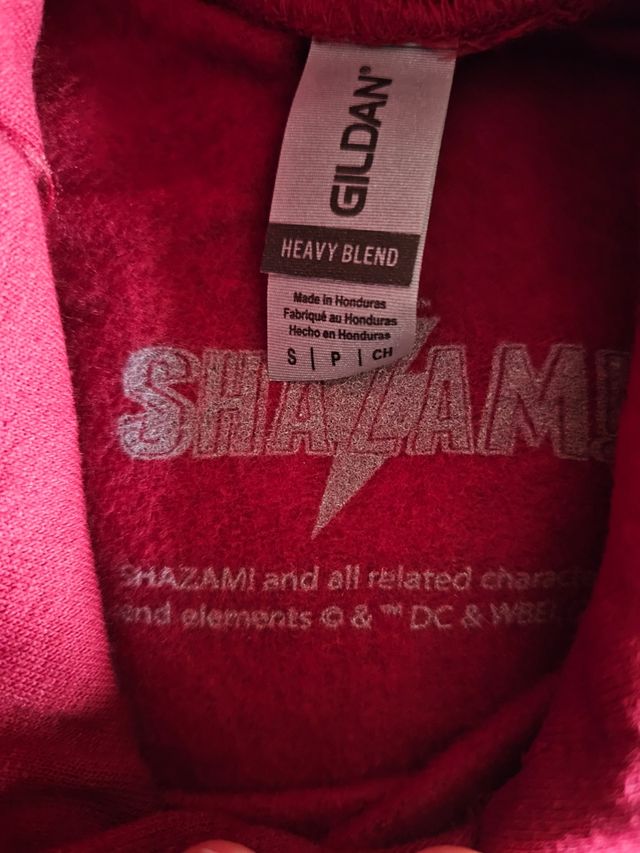 GILDAN®
HEAVY BLEND
Made in Honduras
Fabriqué au Honduras
Hecho en Honduras
S | P | CH
SHAZAM!
SHAZAM! and all related
and elements © & ™ DC &